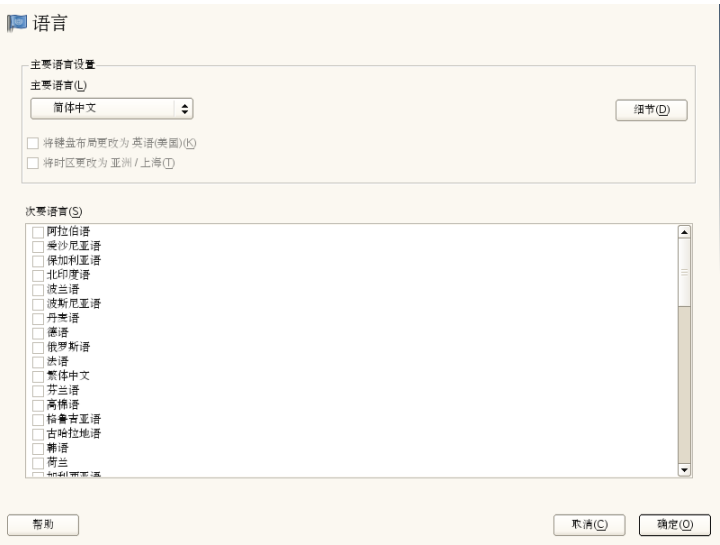 语言
主要语言设置
主要语言(L)
简体中文
细节(D)
将键盘布局更改为 英语(美国)(K)
将时区更改为 亚洲 / 上海(T)
次要语言(S)
阿拉伯语
爱沙尼亚语
保加利亚语
北印度语
波兰语
波斯尼亚语
丹麦语
德语
俄罗斯语
法语
繁体中文
芬兰语
高棉语
格鲁吉亚语
古哈拉地语
韩语
荷兰
加利西亚语
帮助
取消(C)
确定(O)